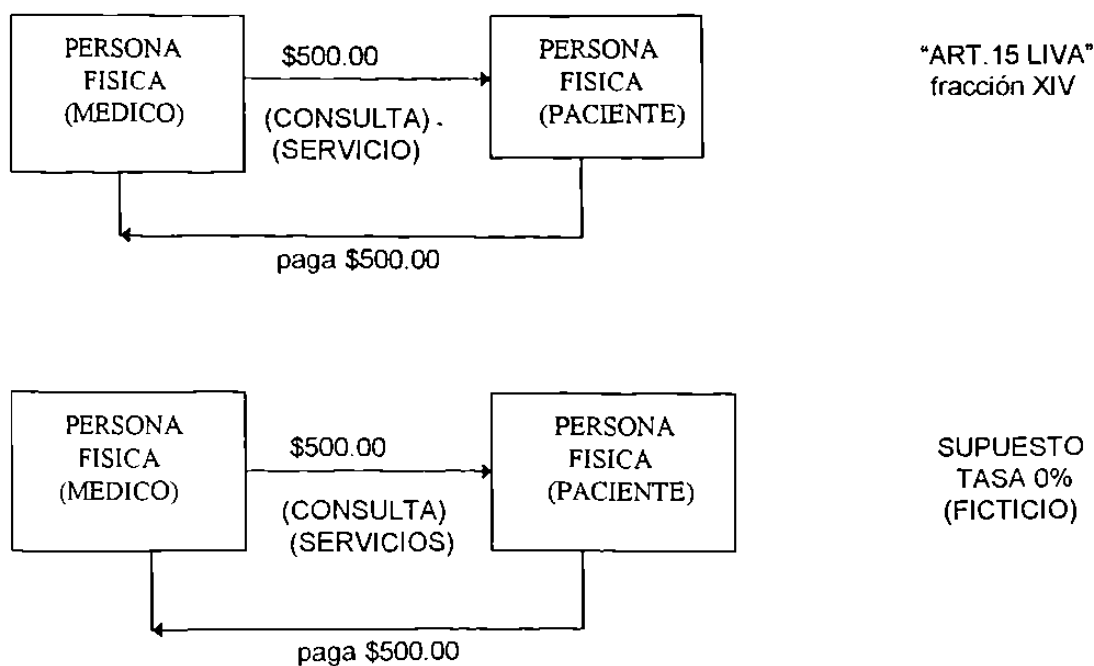 PERSONA
FISICA
(MEDICO)
$500.00
(CONSULTA)
(SERVICIO)
PERSONA
FISICA
(PACIENTE)
paga $500.00
"ART.15 LIVA"
fracción XIV
PERSONA
FISICA
(MEDICO)
$500.00
(CONSULTA)
(SERVICIOS)
PERSONA
FISICA
(PACIENTE)
paga $500.00
SUPUESTO
TASA 0%
(FICTICIO)